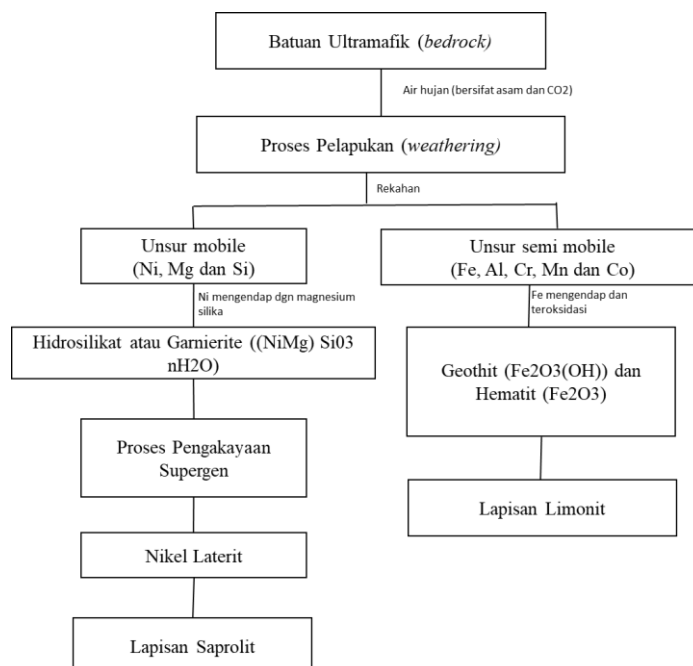 Batuan Ultramafik (bedrock)
Air hujan (bersifat asam dan CO2)
Proses Pelapukan (weathering)
Rekahan
Unsur mobile
(Ni, Mg dan Si)
Unsur semi mobile
(Fe, Al, Cr, Mn dan Co)
Ni mengendap dgn magnesium
silika
Fe mengendap dan
teroksidasi
Hidrosilikat atau Garnierite ((NiMg) Si03
nH2O)
Geothit (Fe2O3(OH)) dan
Hematit (Fe2O3)
Proses Pengakayaan
Supergen
Lapisan Limonit
Nikel Laterit
Lapisan Saprolit